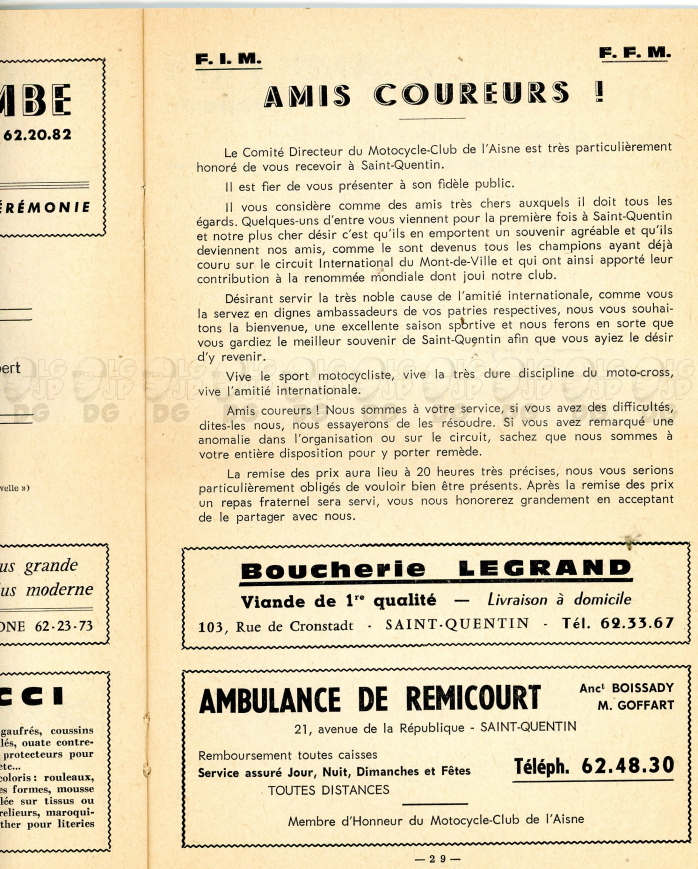 MBE
62.20.82
ÉRÉMONIE
bert
velle »)
us grande
lus moderne
ONE 62-23-73
CCI
gaufrés, coussins
lés, ouate contre-
protecteurs pour
ète...
coloris : rouleaux,
es formes, mousse
lée sur tissus ou
relieurs, maroqui-
ther pour literies
F. I. M.
F. F. M.
AMIS COUREURS !
Le Comité Directeur du Motocycle-Club de l'Aisne est très particulièrement
honoré de vous recevoir à Saint-Quentin.
Il est fier de vous présenter à son fidèle public.
Il vous considère comme des amis très chers auxquels il doit tous les
égards. Quelques-uns d'entre vous viennent pour la première fois à Saint-Quentin
et notre plus cher désir c'est qu'ils en emportent un souvenir agréable et qu'ils
deviennent nos amis, comme le sont devenus tous les champions ayant déjà
couru sur le circuit International du Mont-de-Ville et qui ont ainsi apporté leur
contribution à la renommée mondiale dont joui notre club.
Désirant servir la très noble cause de l'amitié internationale, comme vous
la servez en dignes ambassadeurs de vos patries respectives, nous vous souhai-
tons la bienvenue, une excellente saison sportive et nous ferons en sorte que
vous gardiez le meilleur souvenir de Saint-Quentin afin que vous ayiez le désir
d'y revenir.
Vive le sport motocycliste, vive la très dure discipline du moto-cross,
vive l'amitié internationale.
Amis coureurs ! Nous sommes à votre service, si vous avez des difficultés,
dites-les nous, nous essayerons de les résoudre. Si vous avez remarqué une
anomalie dans l'organisation ou sur le circuit, sachez que nous sommes à
votre entière disposition pour y porter remède.
La remise des prix aura lieu à 20 heures très précises, nous vous serions
particulièrement obligés de vouloir bien être présents. Après la remise des prix
un repas fraternel sera servi, vous nous honorerez grandement en acceptant
de le partager avec nous.
Boucherie LEGRAND
Viande de 1re qualité — Livraison à domicile
103, Rue de Cronstadt - SAINT-QUENTIN - Tél. 62.33.67
AMBULANCE DE REMICOURT
Anct BOISSADY
M. GOFFART
21, avenue de la République - SAINT-QUENTIN
Remboursement toutes caisses
Service assuré Jour, Nuit, Dimanches et Fêtes
TOUTES DISTANCES
Téléph. 62.48.30
Membre d'Honneur du Motocycle-Club de l'Aisne
— 29 —